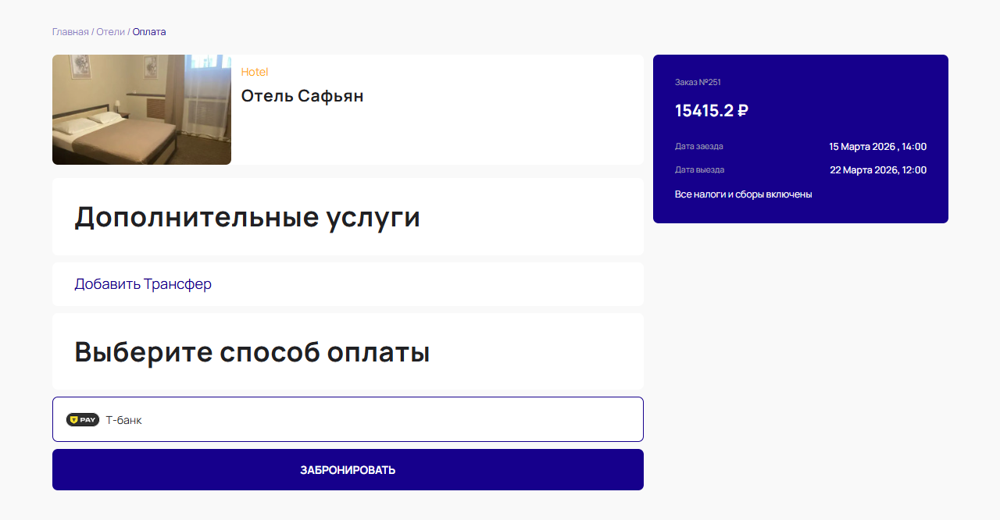 Главная / Отели / Оплата
Hotel
Отель Сафьян
Дополнительные услуги
Добавить Трансфер
Выберите способ оплаты
T PAY Т-банк
ЗАБРОНИРОВАТЬ
Заказ №251
15415.2 ₽
Дата заезда 15 Марта 2026 , 14:00
Дата выезда 22 Марта 2026, 12:00
Все налоги и сборы включены